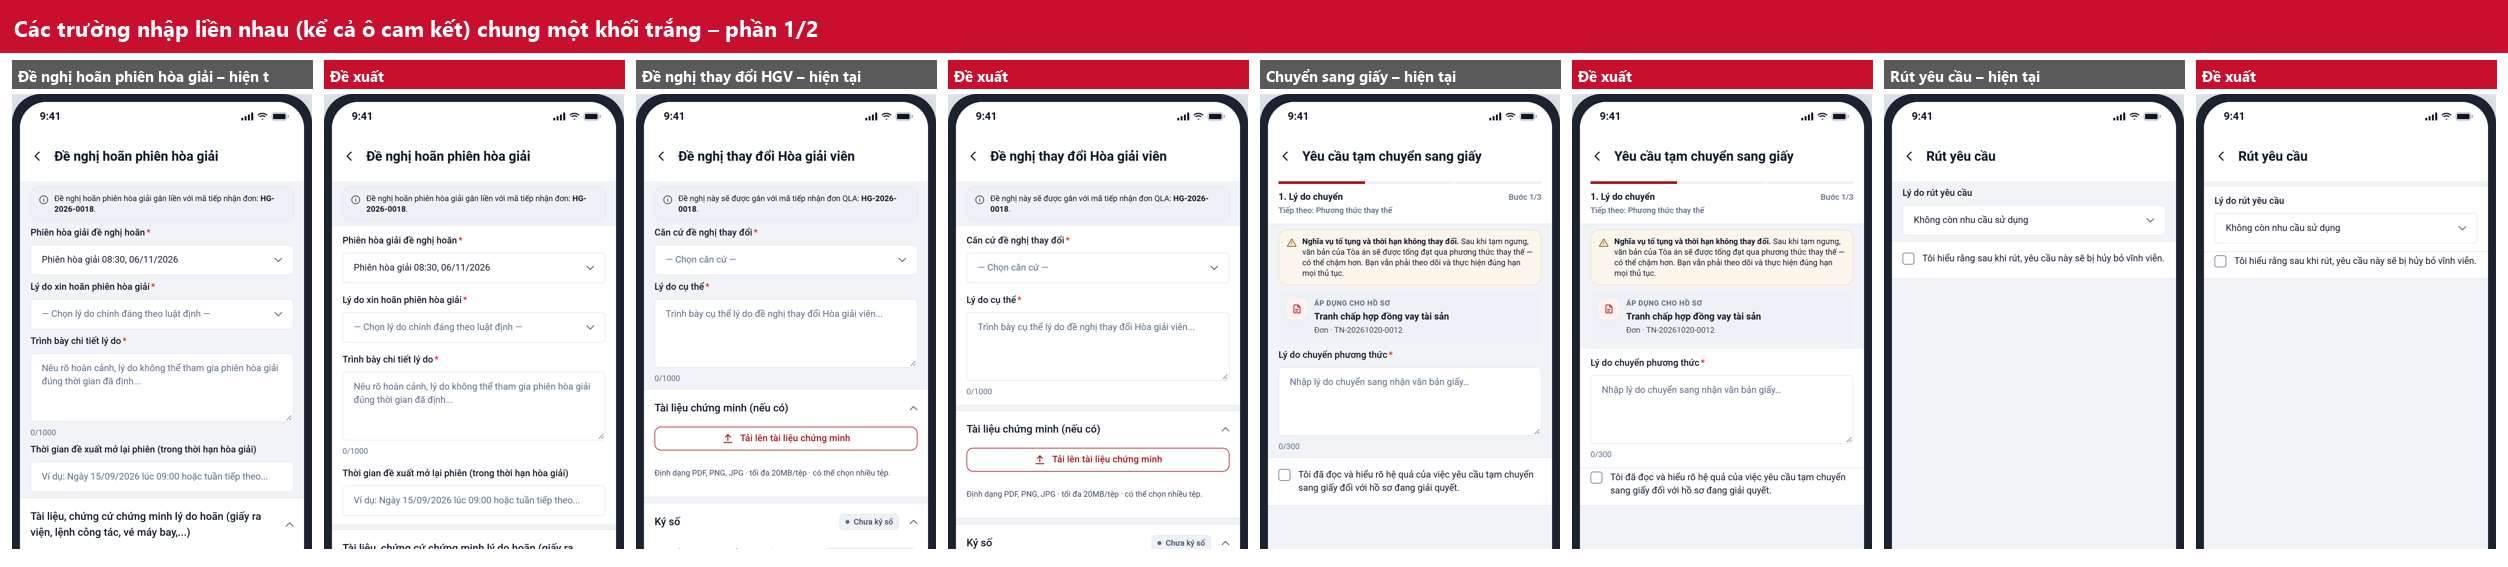 Các trường nhập liền nhau (kể cả ô cam kết) chung một khối trắng – phần 1/2
Đề nghị hoãn phiên hòa giải – hiện t
9:41
Đề nghị hoãn phiên hòa giải
Đề nghị hoãn phiên hòa giải gắn liền với mã tiếp nhận đơn: HG-
2026-0018.
Phiên hòa giải đề nghị hoãn *
Phiên hòa giải 08:30, 06/11/2026
Lý do xin hoãn phiên hòa giải *
— Chọn lý do chính đáng theo luật định —
Trình bày chi tiết lý do *
Nêu rõ hoàn cảnh, lý do không thể tham gia phiên hòa giải
đúng thời gian đã định...
0/1000
Thời gian đề xuất mở lại phiên (trong thời hạn hòa giải)
Ví dụ: Ngày 15/09/2026 lúc 09:00 hoặc tuần tiếp theo...
Tài liệu, chứng cứ chứng minh lý do hoãn (giấy ra
viện, lệnh công tác, vé máy bay,...)
Đề xuất
9:41
Đề nghị hoãn phiên hòa giải
Đề nghị hoãn phiên hòa giải gắn liền với mã tiếp nhận đơn: HG-
2026-0018.
Phiên hòa giải đề nghị hoãn *
Phiên hòa giải 08:30, 06/11/2026
Lý do xin hoãn phiên hòa giải *
— Chọn lý do chính đáng theo luật định —
Trình bày chi tiết lý do *
Nêu rõ hoàn cảnh, lý do không thể tham gia phiên hòa giải
đúng thời gian đã định...
0/1000
Thời gian đề xuất mở lại phiên (trong thời hạn hòa giải)
Ví dụ: Ngày 15/09/2026 lúc 09:00 hoặc tuần tiếp theo...
Tài liệu, chứng cứ chứng minh lý do hoãn (giấy ra
Đề nghị thay đổi HGV – hiện tại
9:41
Đề nghị thay đổi Hòa giải viên
Đề nghị này sẽ được gắn với mã tiếp nhận đơn QLA: HG-2026-
0018.
Căn cứ đề nghị thay đổi *
— Chọn căn cứ —
Lý do cụ thể *
Trình bày cụ thể lý do đề nghị thay đổi Hòa giải viên...
0/1000
Tài liệu chứng minh (nếu có)
Tải lên tài liệu chứng minh
Định dạng PDF, PNG, JPG · tối đa 20MB/tệp · có thể chọn nhiều tệp.
Ký số
Chưa ký số
Đề xuất
9:41
Đề nghị thay đổi Hòa giải viên
Đề nghị này sẽ được gắn với mã tiếp nhận đơn QLA: HG-2026-
0018.
Căn cứ đề nghị thay đổi *
— Chọn căn cứ —
Lý do cụ thể *
Trình bày cụ thể lý do đề nghị thay đổi Hòa giải viên...
0/1000
Tài liệu chứng minh (nếu có)
Tải lên tài liệu chứng minh
Định dạng PDF, PNG, JPG · tối đa 20MB/tệp · có thể chọn nhiều tệp.
Ký số
Chưa ký số
Chuyển sang giấy – hiện tại
9:41
Yêu cầu tạm chuyển sang giấy
1. Lý do chuyển
Bước 1/3
Tiếp theo: Phương thức thay thế
Nghĩa vụ tố tụng và thời hạn không thay đổi. Sau khi tạm ngưng,
văn bản của Tòa án sẽ được tống đạt qua phương thức thay thế —
có thể chậm hơn. Bạn vẫn phải theo dõi và thực hiện đúng hạn
mọi thủ tục.
ÁP DỤNG CHO HỒ SƠ
Tranh chấp hợp đồng vay tài sản
Đơn · TN-20261020-0012
Lý do chuyển phương thức *
Nhập lý do chuyển sang nhận văn bản giấy...
0/300
Tôi đã đọc và hiểu rõ hệ quả của việc yêu cầu tạm chuyển
sang giấy đối với hồ sơ đang giải quyết.
Đề xuất
9:41
Yêu cầu tạm chuyển sang giấy
1. Lý do chuyển
Bước 1/3
Tiếp theo: Phương thức thay thế
Nghĩa vụ tố tụng và thời hạn không thay đổi. Sau khi tạm ngưng,
văn bản của Tòa án sẽ được tống đạt qua phương thức thay thế —
có thể chậm hơn. Bạn vẫn phải theo dõi và thực hiện đúng hạn
mọi thủ tục.
ÁP DỤNG CHO HỒ SƠ
Tranh chấp hợp đồng vay tài sản
Đơn · TN-20261020-0012
Lý do chuyển phương thức *
Nhập lý do chuyển sang nhận văn bản giấy...
0/300
Tôi đã đọc và hiểu rõ hệ quả của việc yêu cầu tạm chuyển
sang giấy đối với hồ sơ đang giải quyết.
Rút yêu cầu – hiện tại
9:41
Rút yêu cầu
Lý do rút yêu cầu
Không còn nhu cầu sử dụng
Tôi hiểu rằng sau khi rút, yêu cầu này sẽ bị hủy bỏ vĩnh viễn.
Đề xuất
9:41
Rút yêu cầu
Lý do rút yêu cầu
Không còn nhu cầu sử dụng
Tôi hiểu rằng sau khi rút, yêu cầu này sẽ bị hủy bỏ vĩnh viễn.